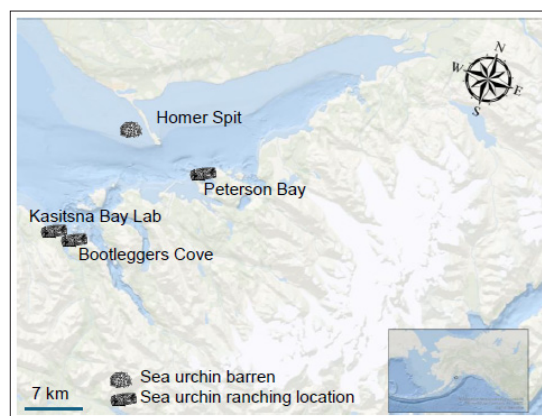 N
W
E
S
Homer Spit
Peterson Bay
Kasitsna Bay Lab
Bootleggers Cove
Sea urchin barren
7 km
Sea urchin ranching location